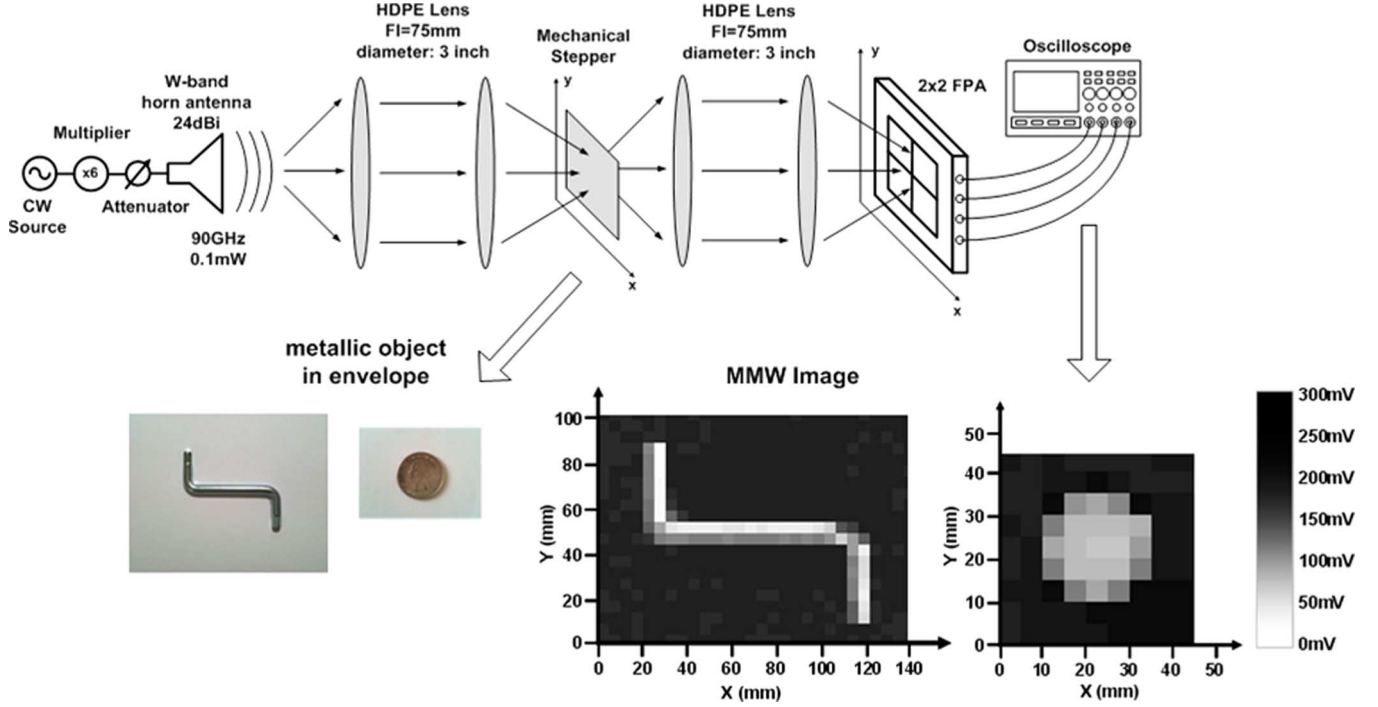 HDPE Lens
Fl=75mm
diameter: 3 inch
HDPE Lens
Fl=75mm
diameter: 3 inch
Mechanical
Stepper
Oscilloscope
W-band
horn antenna
24dBi
Multiplier
x6
CW
Source
Attenuator
90GHz
0.1mW
y
x
y
x
2x2 FPA
metallic object
in envelope
MMW Image
100
80
60
40
20
0
Y (mm)
0 20 40 60 80 100 120 140
X (mm)
50
40
30
20
10
0
Y (mm)
0 10 20 30 40 50
X (mm)
300mV
250mV
200mV
150mV
100mV
50mV
0mV